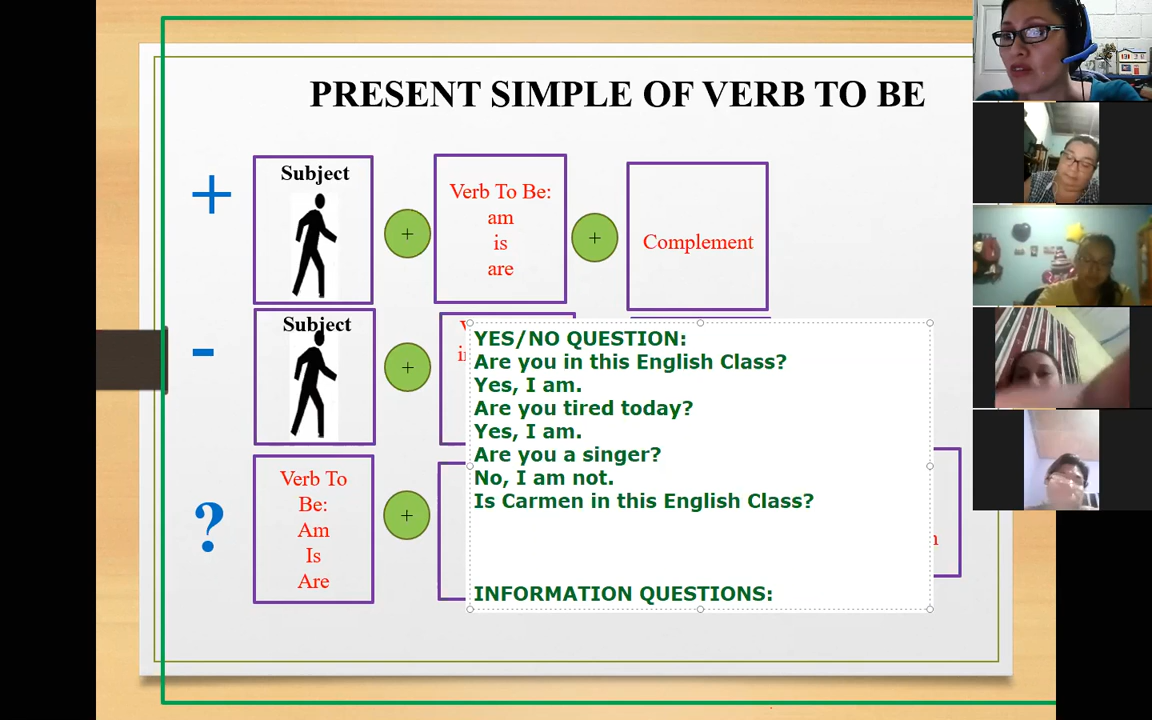 PRESENT SIMPLE OF VERB TO BE
+
Subject
+
Verb To Be:
am
is
are
+
Complement
-
Subject
+
?
Verb To
Be:
Am
Is
Are
+
YES/NO QUESTION:
Are you in this English Class?
Yes, I am.
Are you tired today?
Yes, I am.
Are you a singer?
No, I am not.
Is Carmen in this English Class?
INFORMATION QUESTIONS: